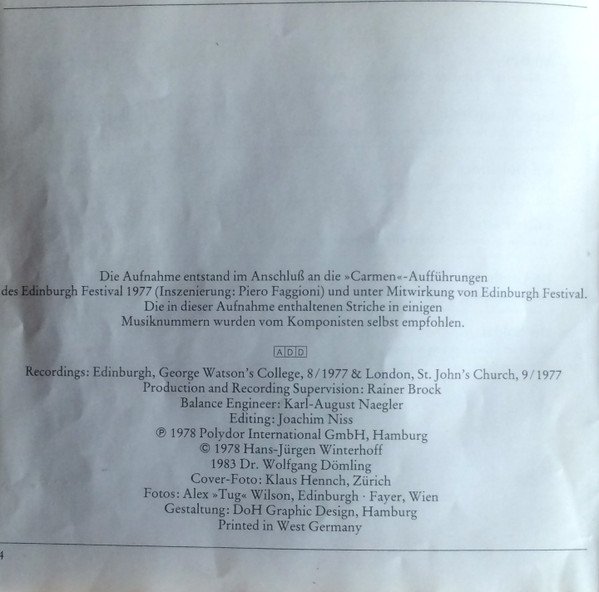 Die Aufnahme entstand im Anschluß an die »Carmen«-Aufführungen
des Edinburgh Festival 1977 (Inszenierung: Piero Faggioni) und unter Mitwirkung von Edinburgh Festival.
Die in dieser Aufnahme enthaltenen Striche in einigen
Musiknummern wurden vom Komponisten selbst empfohlen.
ADD
Recordings: Edinburgh, George Watson's College, 8/1977 & London, St. John's Church, 9/1977
Production and Recording Supervision: Rainer Brock
Balance Engineer: Karl-August Naegler
Editing: Joachim Niss
℗ 1978 Polydor International GmbH, Hamburg
© 1978 Hans-Jürgen Winterhoff
1983 Dr. Wolfgang Dömling
Cover-Foto: Klaus Hennch, Zürich
Fotos: Alex »Tug« Wilson, Edinburgh · Fayer, Wien
Gestaltung: DoH Graphic Design, Hamburg
Printed in West Germany
4